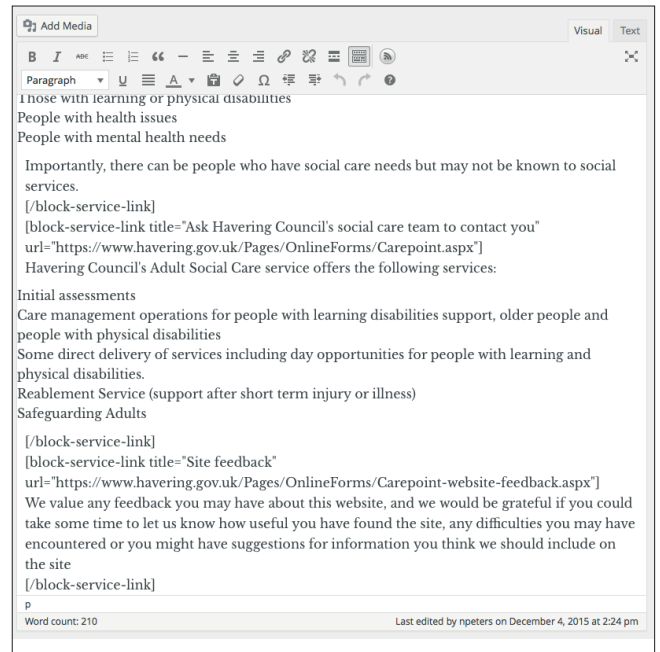 Add Media
Visual Text
B I ABC
Paragraph U A Ω
Those with learning or physical disabilities
People with health issues
People with mental health needs
Importantly, there can be people who have social care needs but may not be known to social
services.
[/block-service-link]
[block-service-link title="Ask Havering Council's social care team to contact you"
url="https://www.havering.gov.uk/Pages/OnlineForms/Carepoint.aspx"]
Havering Council's Adult Social Care service offers the following services:
Initial assessments
Care management operations for people with learning disabilities support, older people and
people with physical disabilities
Some direct delivery of services including day opportunities for people with learning and
physical disabilities.
Reablement Service (support after short term injury or illness)
Safeguarding Adults
[/block-service-link]
[block-service-link title="Site feedback"
url="https://www.havering.gov.uk/Pages/OnlineForms/Carepoint-website-feedback.aspx"]
We value any feedback you may have about this website, and we would be grateful if you could
take some time to let us know how useful you have found the site, any difficulties you may have
encountered or you might have suggestions for information you think we should include on
the site
[/block-service-link]
p
Word count: 210 Last edited by npeters on December 4, 2015 at 2:24 pm